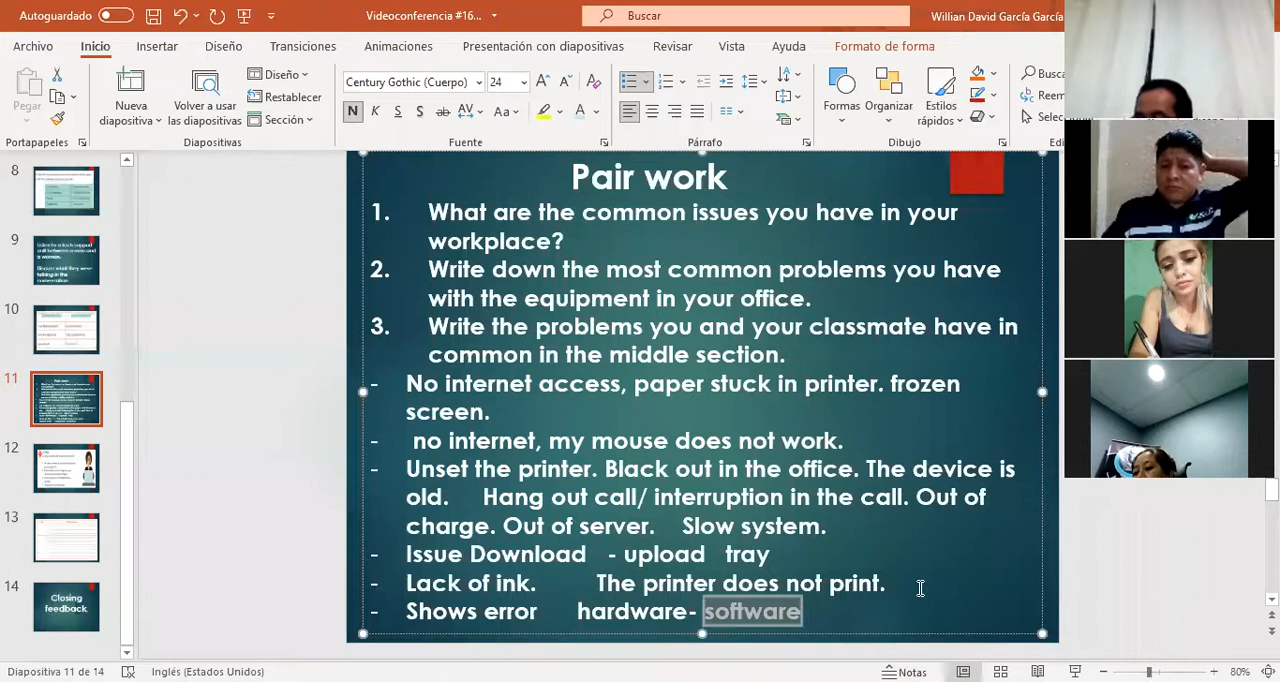 Autoguardado
Videoconferencia #16...
Buscar
Willian David García García
Archivo Inicio Insertar Diseño Transiciones Animaciones Presentación con diapositivas Revisar Vista Ayuda Formato de forma
Pegar
Nueva diapositiva
Volver a usar las diapositivas
Diseño
Restablecer
Sección
Century Gothic (Cuerpo) 24
N K S S ab AV Aa A
Formas Organizar Estilos rápidos
Portapapeles Diapositivas Fuente Párrafo Dibujo
8
9
10
11
12
13
14
Closing
feedback.
Pair work
1. What are the common issues you have in your
workplace?
2. Write down the most common problems you have
with the equipment in your office.
3. Write the problems you and your classmate have in
common in the middle section.
- No internet access, paper stuck in printer. frozen
screen.
- no internet, my mouse does not work.
- Unset the printer. Black out in the office. The device is
old. Hang out call/ interruption in the call. Out of
charge. Out of server. Slow system.
- Issue Download - upload tray
- Lack of ink. The printer does not print.
- Shows error hardware- software
Diapositiva 11 de 14 Inglés (Estados Unidos) Notas 80%